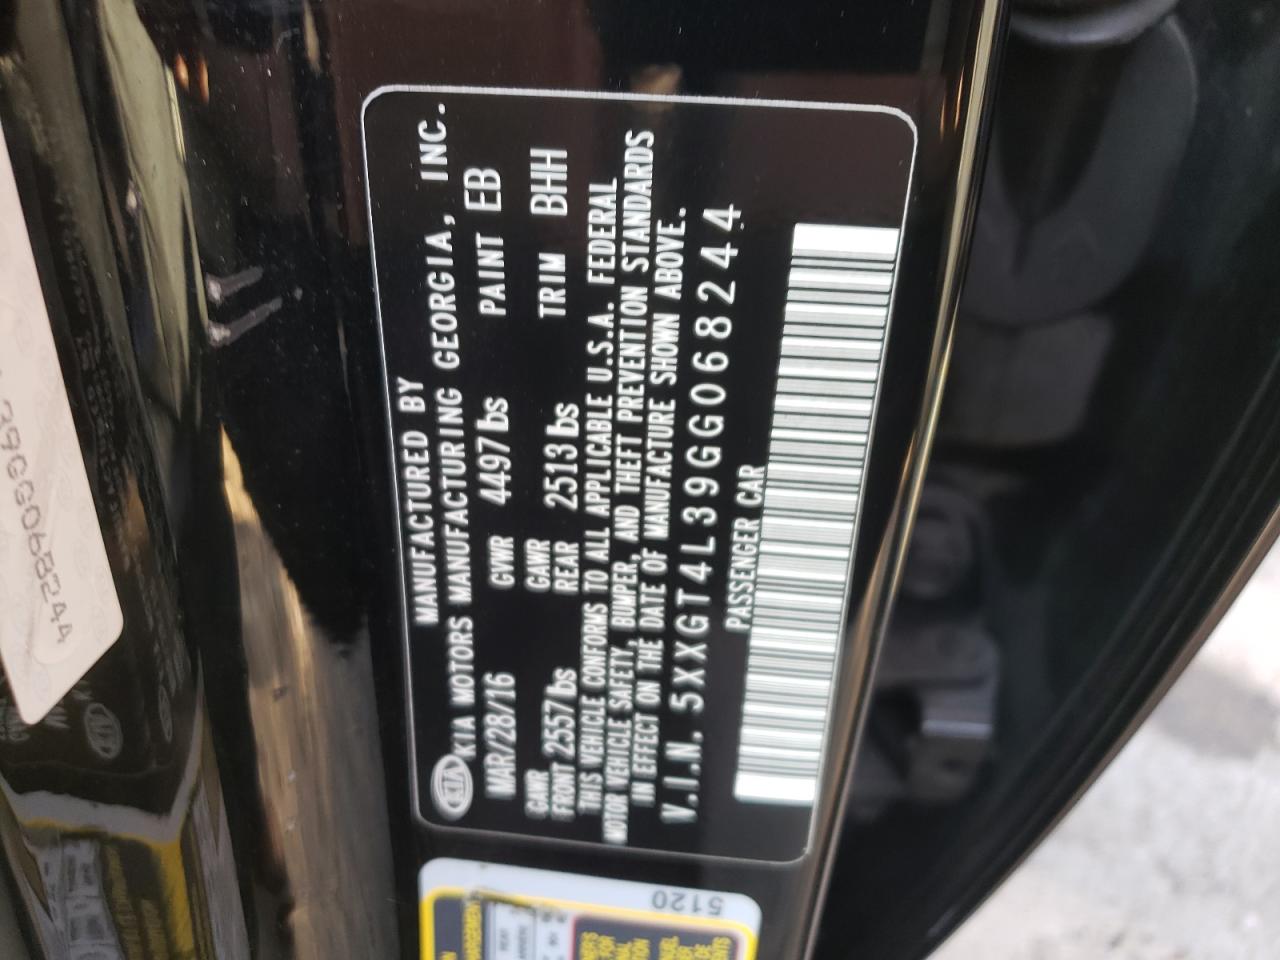 MANUFACTURED BY
KIA KIA MOTORS MANUFACTURING GEORGIA, INC.
MAR/28/16 GVWR 4497lbs PAINT EB
GAWR FRONT 2557lbs GAWR REAR 2513lbs TRIM BHH
THIS VEHICLE CONFORMS TO ALL APPLICABLE U.S.A. FEDERAL
MOTOR VEHICLE SAFETY, BUMPER, AND THEFT PREVENTION STANDARDS
IN EFFECT ON THE DATE OF MANUFACTURE SHOWN ABOVE.
V.I.N. 5XXGT4L39GG068244
PASSENGER CAR
39GG068244
5120